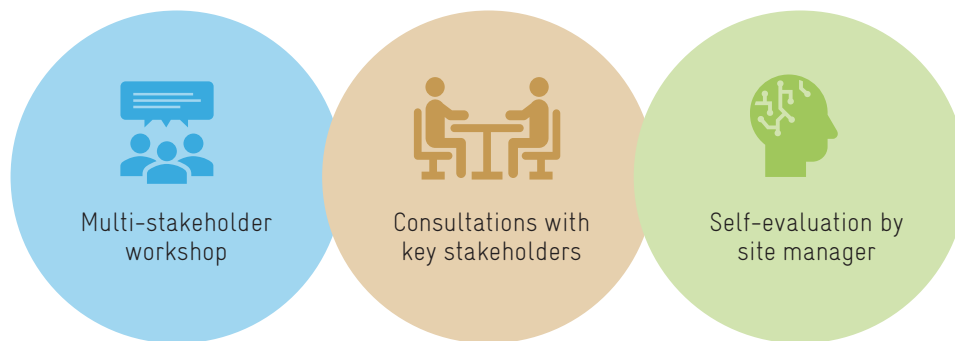 Multi-stakeholder
workshop
Consultations with
key stakeholders
Self-evaluation by
site manager